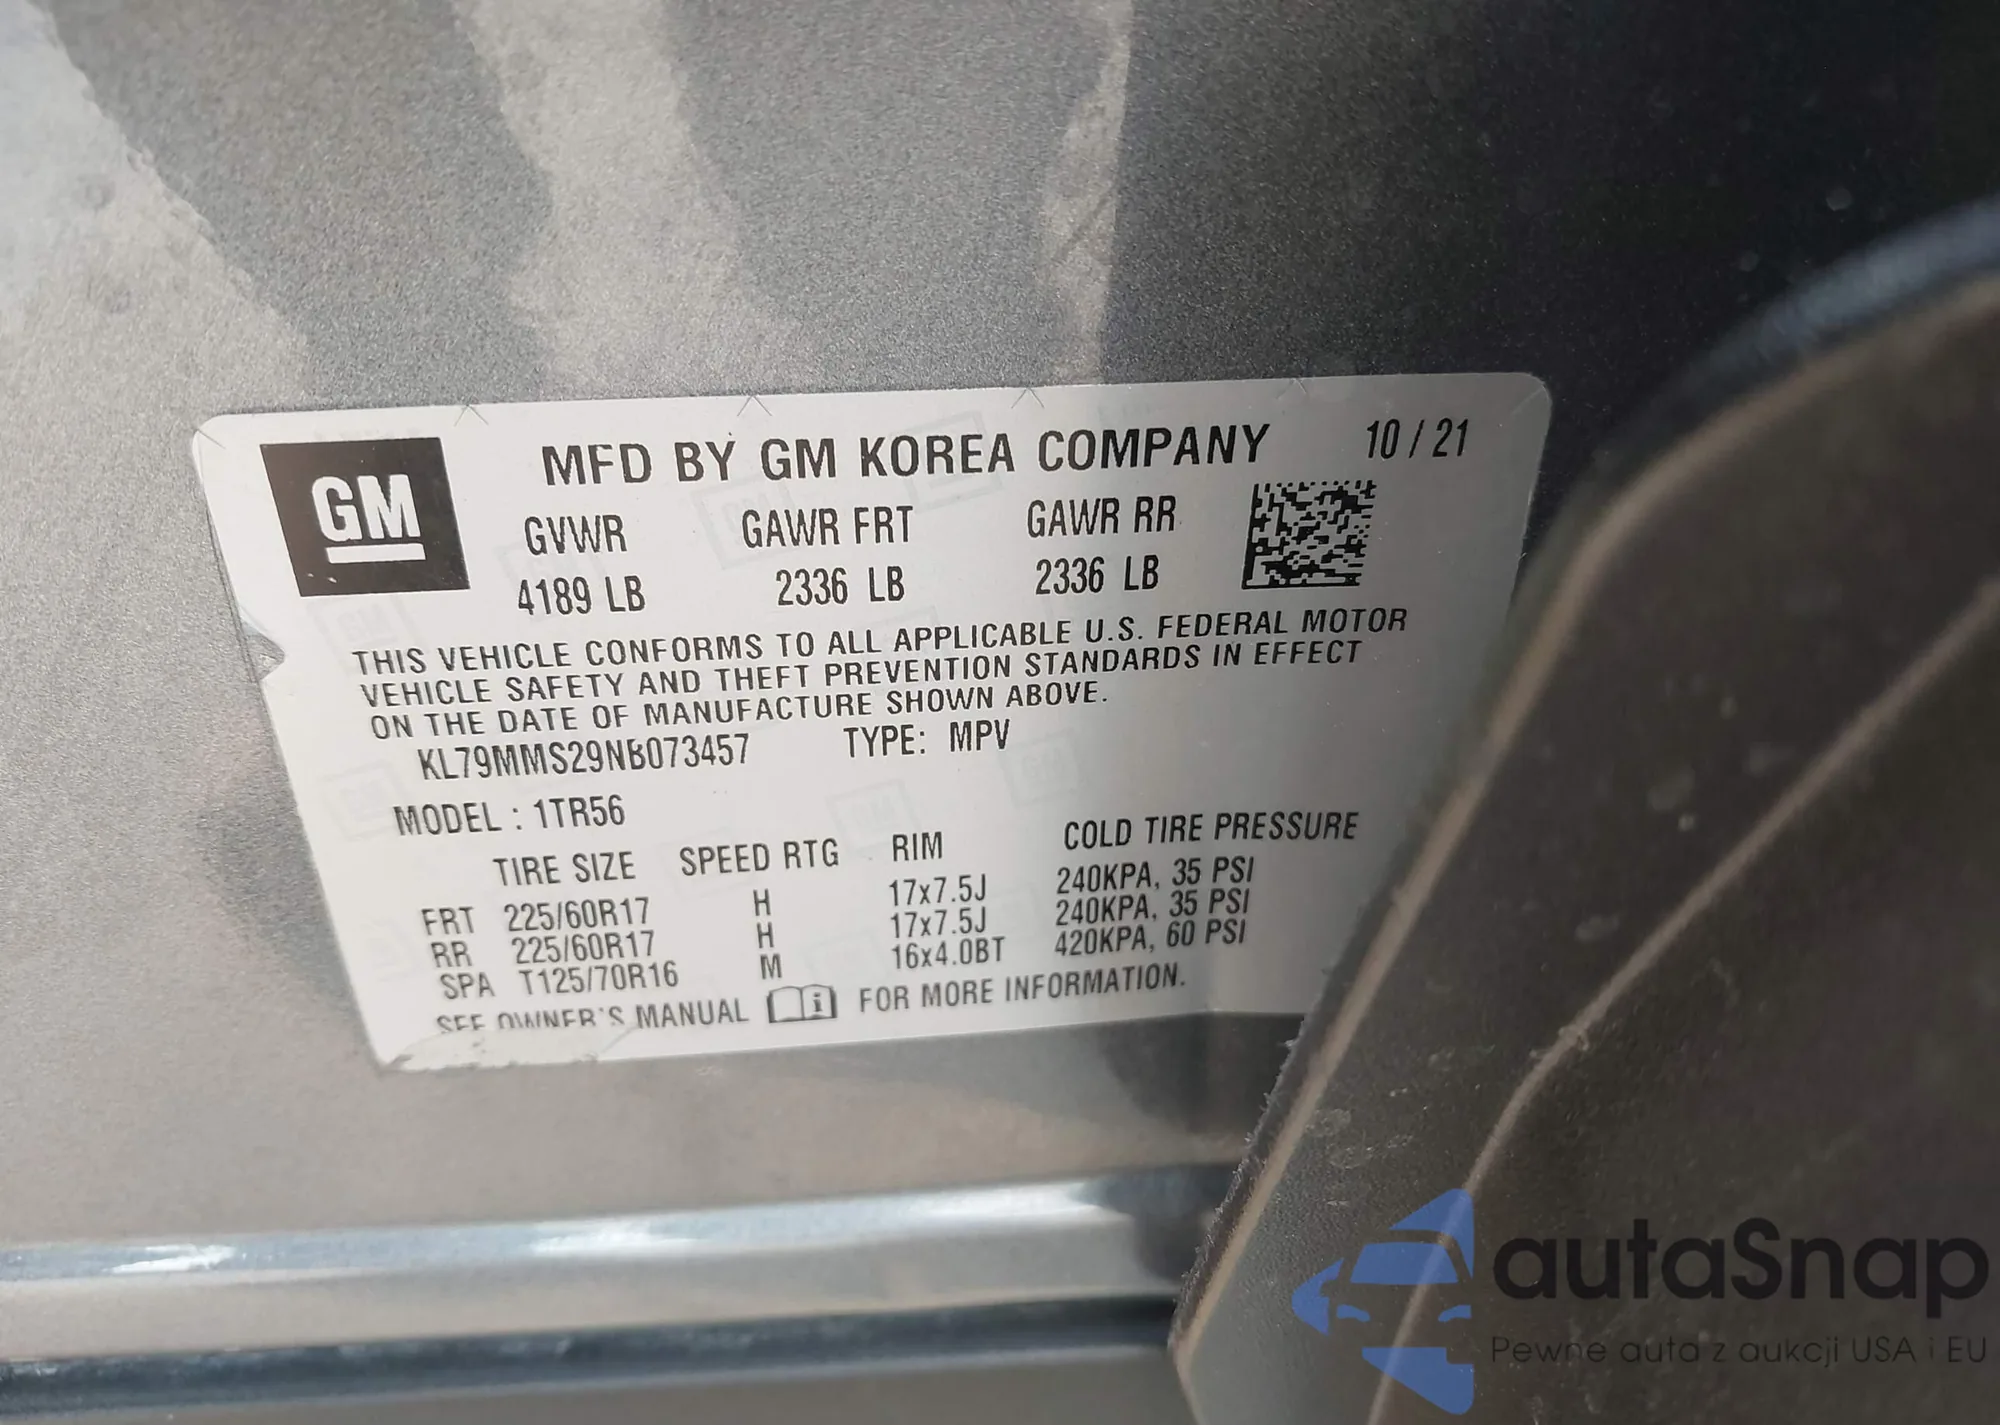 GM
MFD BY GM KOREA COMPANY 10 / 21
GVWR GAWR FRT GAWR RR
4189 LB 2336 LB 2336 LB
THIS VEHICLE CONFORMS TO ALL APPLICABLE U.S. FEDERAL MOTOR
VEHICLE SAFETY AND THEFT PREVENTION STANDARDS IN EFFECT
ON THE DATE OF MANUFACTURE SHOWN ABOVE.
KL79MMS29NB073457 TYPE: MPV
MODEL : 1TR56
TIRE SIZE SPEED RTG RIM COLD TIRE PRESSURE
FRT 225/60R17 H 17x7.5J 240KPA, 35 PSI
RR 225/60R17 H 17x7.5J 240KPA, 35 PSI
SPA T125/70R16 M 16x4.0BT 420KPA, 60 PSI
SEE OWNER'S MANUAL i FOR MORE INFORMATION.
autaSnap
Pewne auta z aukcji USA i EU